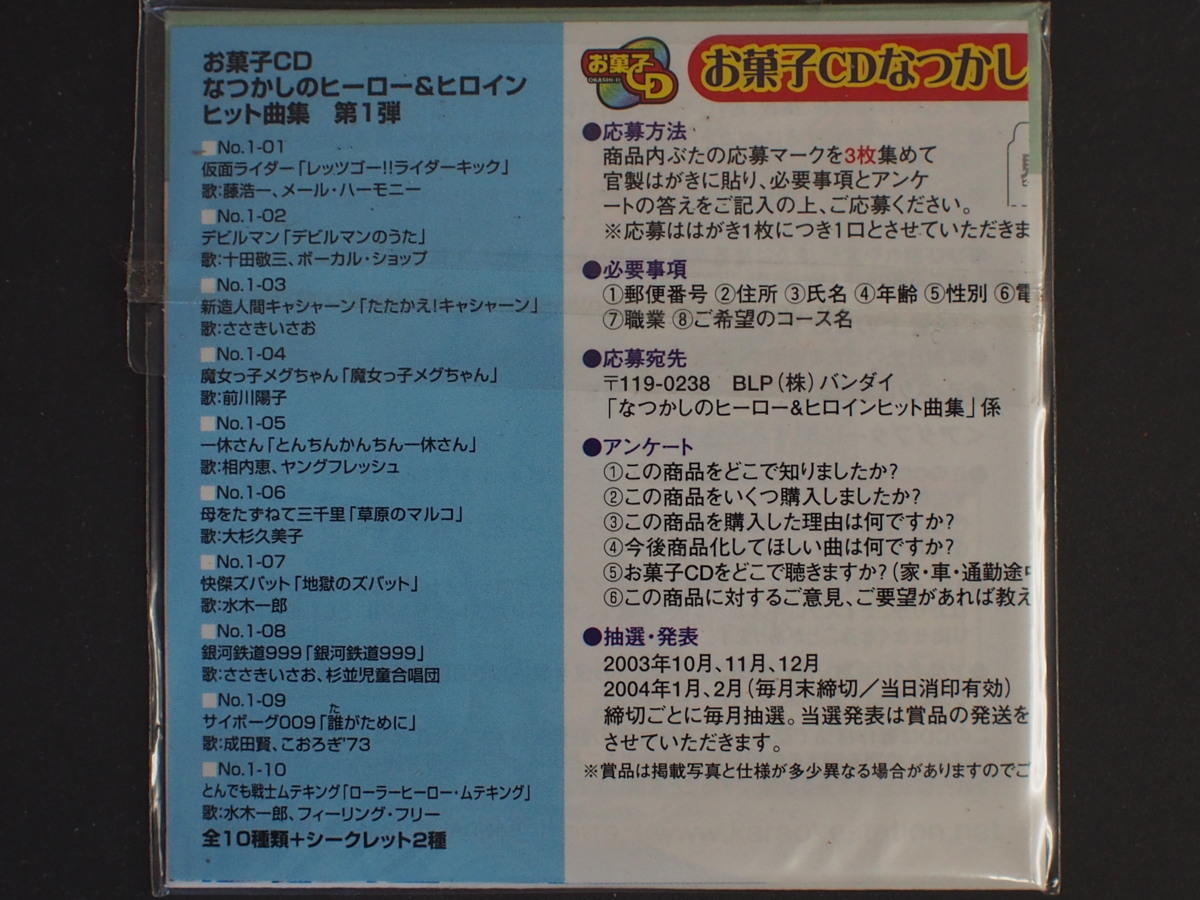 お菓子CD
なつかしのヒーロー&ヒロイン
ヒット曲集 第1弾
■No.1-01
仮面ライダー「レッツゴー!!ライダーキック」
歌:藤浩一、メール・ハーモニー
■No.1-02
デビルマン「デビルマンのうた」
歌:十田敬三、ボーカル・ショップ
■No.1-03
新造人間キャシャーン「たたかえ!キャシャーン」
歌:ささきいさお
■No.1-04
魔女っ子メグちゃん「魔女っ子メグちゃん」
歌:前川陽子
■No.1-05
一休さん「とんちんかんちん一休さん」
歌:相内恵、ヤングフレッシュ
■No.1-06
母をたずねて三千里「草原のマルコ」
歌:大杉久美子
■No.1-07
快傑ズバット「地獄のズバット」
歌:水木一郎
■No.1-08
銀河鉄道999「銀河鉄道999」
歌:ささきいさお、杉並児童合唱団
■No.1-09
サイボーグ009「誰がために」
た
歌:成田賢、こおろぎ'73
■No.1-10
とんでも戦士ムテキング「ローラーヒーロー・ムテキング」
歌:水木一郎、フィーリング・フリー
全10種類+シークレット2種
お菓子CD
OKASHI-D
お菓子CDなつかし
●応募方法
商品内ぶたの応募マークを3枚集めて
官製はがきに貼り、必要事項とアンケ
ートの答えをご記入の上、ご応募ください。
※応募ははがき1枚につき1口とさせていただきま
●必要事項
①郵便番号 ②住所 ③氏名 ④年齢 ⑤性別 ⑥電
⑦職業 ⑧ご希望のコース名
●応募宛先
〒119-0238 BLP(株)バンダイ
「なつかしのヒーロー&ヒロインヒット曲集」係
●アンケート
①この商品をどこで知りましたか?
②この商品をいくつ購入しましたか?
③この商品を購入した理由は何ですか?
④今後商品化してほしい曲は何ですか?
⑤お菓子CDをどこで聴きますか?(家・車・通勤途中
⑥この商品に対するご意見、ご要望があれば教え
●抽選・発表
2003年10月、11月、12月
2004年1月、2月(毎月末締切/当日消印有効)
締切ごとに毎月抽選。当選発表は賞品の発送を
させていただきます。
※賞品は掲載写真と仕様が多少異なる場合がありますのでご